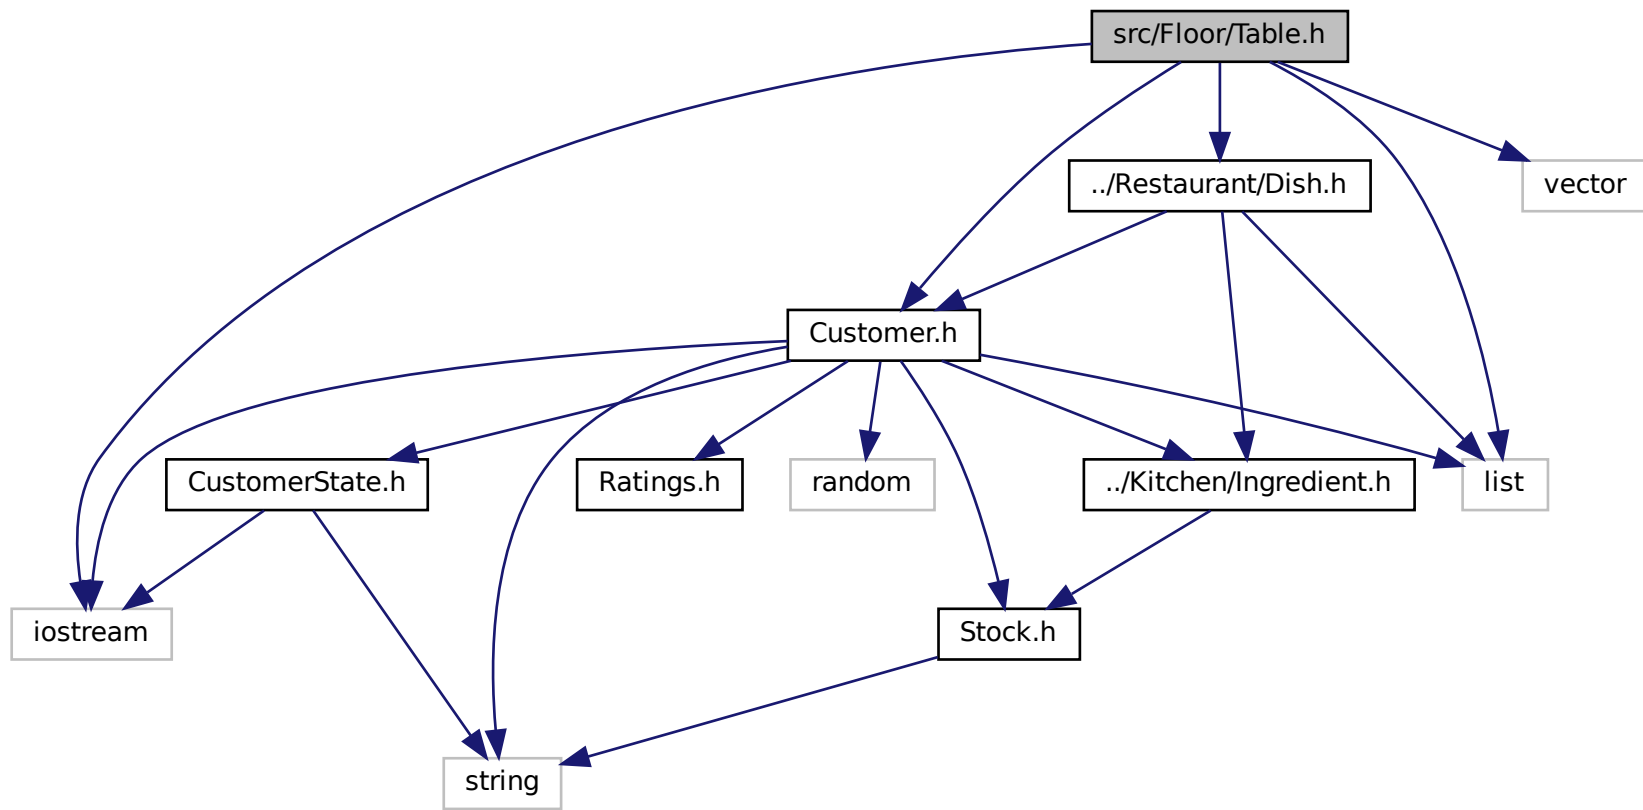 src/Floor/Table.h
../Restaurant/Dish.h
vector
Customer.h
CustomerState.h
Ratings.h
random
../Kitchen/Ingredient.h
list
iostream
Stock.h
string